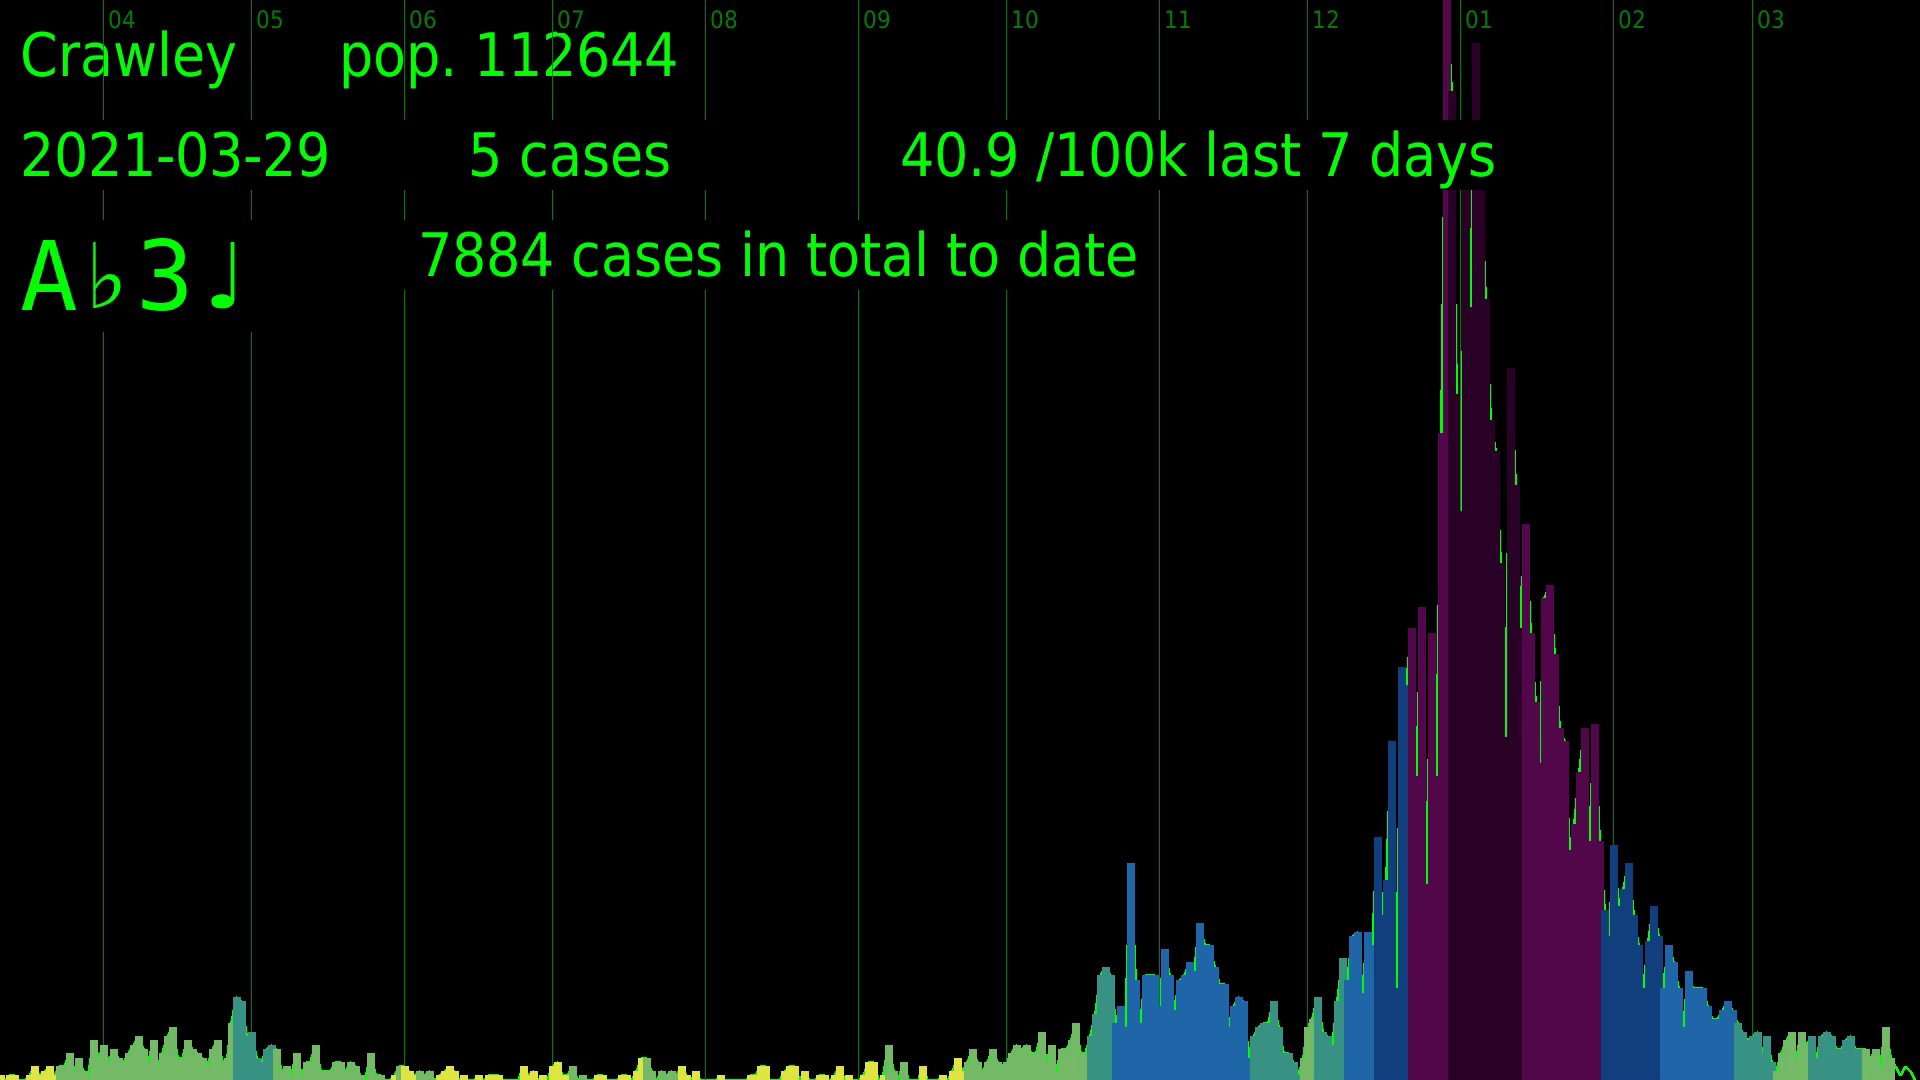 04 05 06 07 08 09 10 11 12 01 02 03
Crawley pop. 112644
2021-03-29 5 cases 40.9 /100k last 7 days
A♭3♩ 7884 cases in total to date